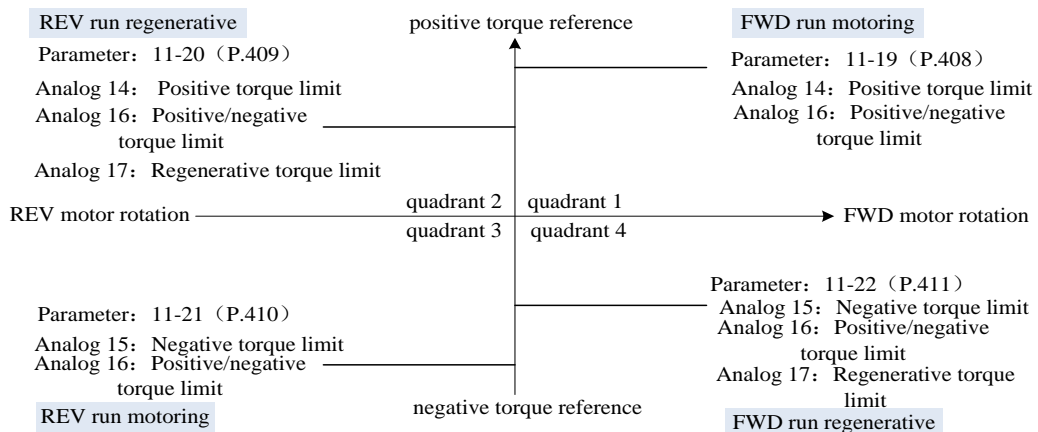 REV run regenerative
Parameter：11-20（P.409）
Analog 14：Positive torque limit
Analog 16：Positive/negative
torque limit
Analog 17：Regenerative torque limit
positive torque reference
FWD run motoring
Parameter：11-19（P.408）
Analog 14：Positive torque limit
Analog 16：Positive/negative
torque limit
quadrant 2
quadrant 1
REV motor rotation
FWD motor rotation
quadrant 3
quadrant 4
Parameter：11-21（P.410）
Analog 15：Negative torque limit
Analog 16：Positive/negative
torque limit
REV run motoring
negative torque reference
Parameter：11-22（P.411）
Analog 15：Negative torque limit
Analog 16：Positive/negative
torque limit
Analog 17：Regenerative torque
limit
FWD run regenerative